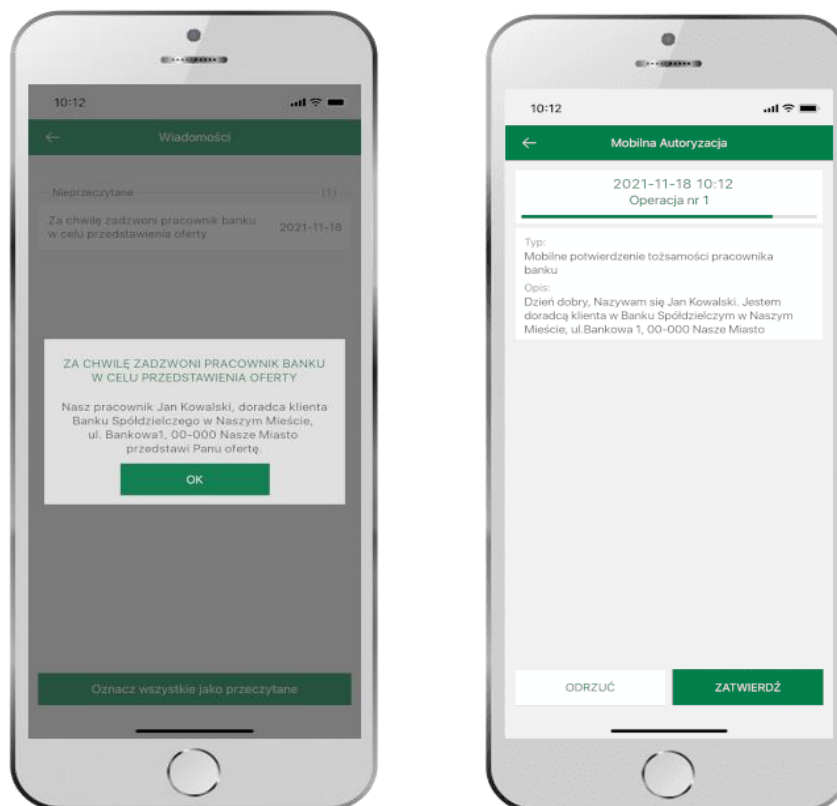 10:12
Wiadomości
Nieprzeczytane (1)
Za chwilę zadzwoni pracownik banku
w celu przedstawienia oferty
2021-11-18
ZA CHWILĘ ZADZWONI PRACOWNIK BANKU
W CELU PRZEDSTAWIENIA OFERTY
Nasz pracownik Jan Kowalski, doradca klienta
Banku Spółdzielczego w Naszym Mieście,
ul. Bankowa1, 00-000 Nasze Miasto
przedstawi Panu ofertę.
OK
Oznacz wszystkie jako przeczytane
10:12
Mobilna Autoryzacja
2021-11-18 10:12
Operacja nr 1
Typ:
Mobilne potwierdzenie tożsamości pracownika
banku
Opis:
Dzień dobry, Nazywam się Jan Kowalski. Jestem
doradcą klienta w Banku Spółdzielczym w Naszym
Mieście, ul.Bankowa 1, 00-000 Nasze Miasto
ODRZUĆ
ZATWIERDŹ